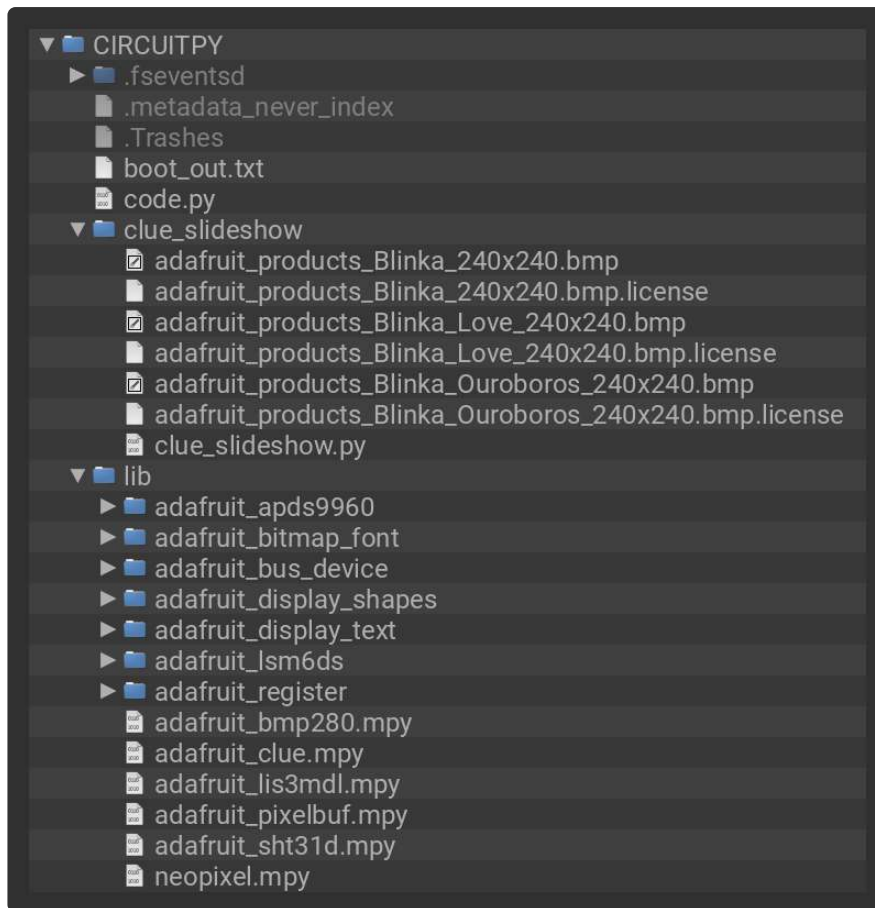 CIRCUITPY
.fseventsd
.metadata_never_index
.Trashes
boot_out.txt
code.py
clue_slideshow
adafruit_products_Blinka_240x240.bmp
adafruit_products_Blinka_240x240.bmp.license
adafruit_products_Blinka_Love_240x240.bmp
adafruit_products_Blinka_Love_240x240.bmp.license
adafruit_products_Blinka_Ouroboros_240x240.bmp
adafruit_products_Blinka_Ouroboros_240x240.bmp.license
clue_slideshow.py
lib
adafruit_apds9960
adafruit_bitmap_font
adafruit_bus_device
adafruit_display_shapes
adafruit_display_text
adafruit_lsm6ds
adafruit_register
adafruit_bmp280.mpy
adafruit_clue.mpy
adafruit_lis3mdl.mpy
adafruit_pixelbuf.mpy
adafruit_sht31d.mpy
neopixel.mpy